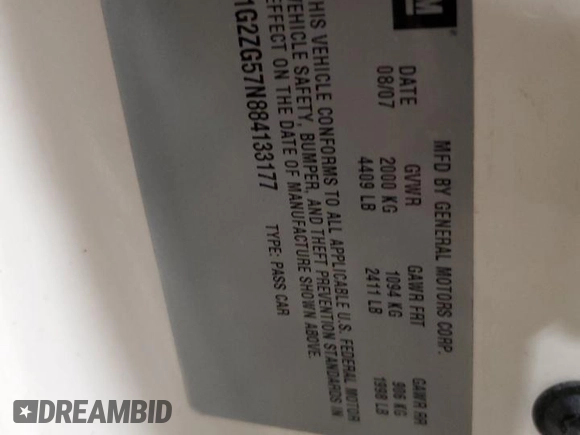 GM
MFD BY GENERAL MOTORS CORP.
DATE GVWR GAWR FRT GAWR RR
08/07 2000 KG 1094 KG 906 KG
4409 LB 2411 LB 1998 LB
THIS VEHICLE CONFORMS TO ALL APPLICABLE U.S. FEDERAL MOTOR
VEHICLE SAFETY, BUMPER, AND THEFT PREVENTION STANDARDS IN
EFFECT ON THE DATE OF MANUFACTURE SHOWN ABOVE.
1G2ZG57N884133177 TYPE: PASS CAR
DREAMBID